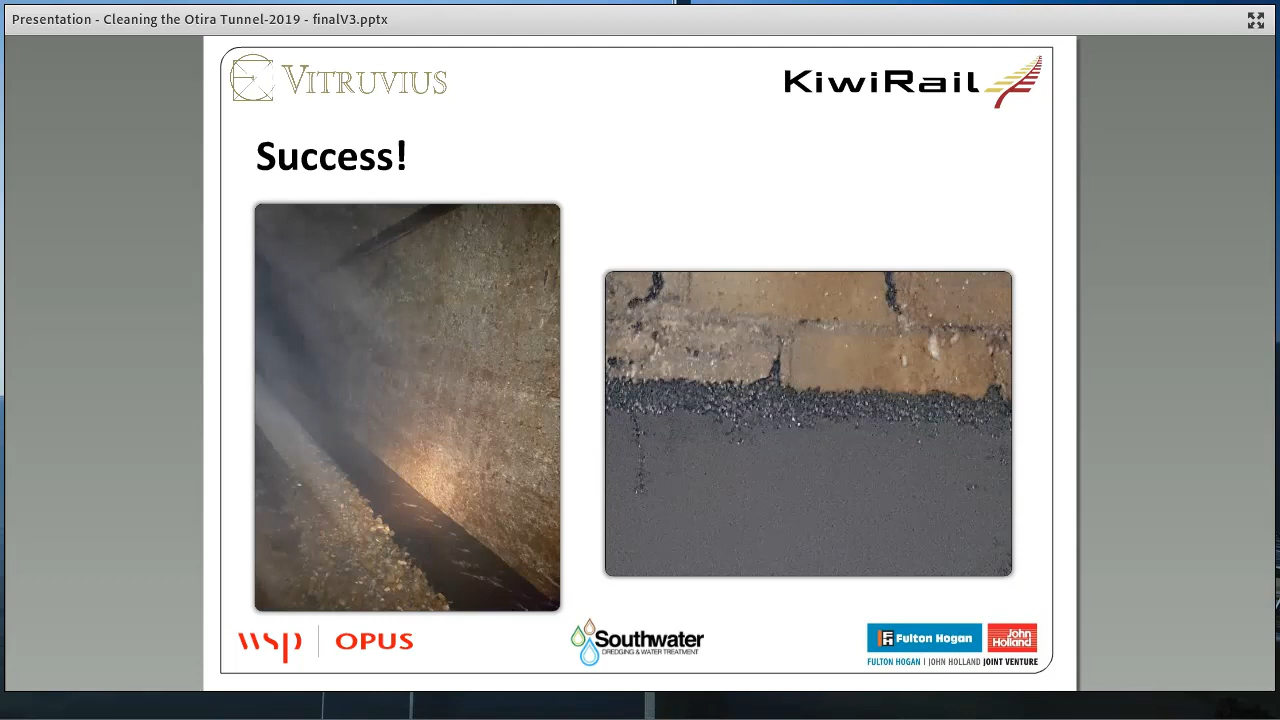 Presentation - Cleaning the Otira Tunnel-2019 - finalV3.pptx
VITRUVIUS
KiwiRail
Success!
wsp | OPUS
Southwater
DREDGING & WATER TREATMENT
Fulton Hogan
John
Holland
FULTON HOGAN | JOHN HOLLAND JOINT VENTURE